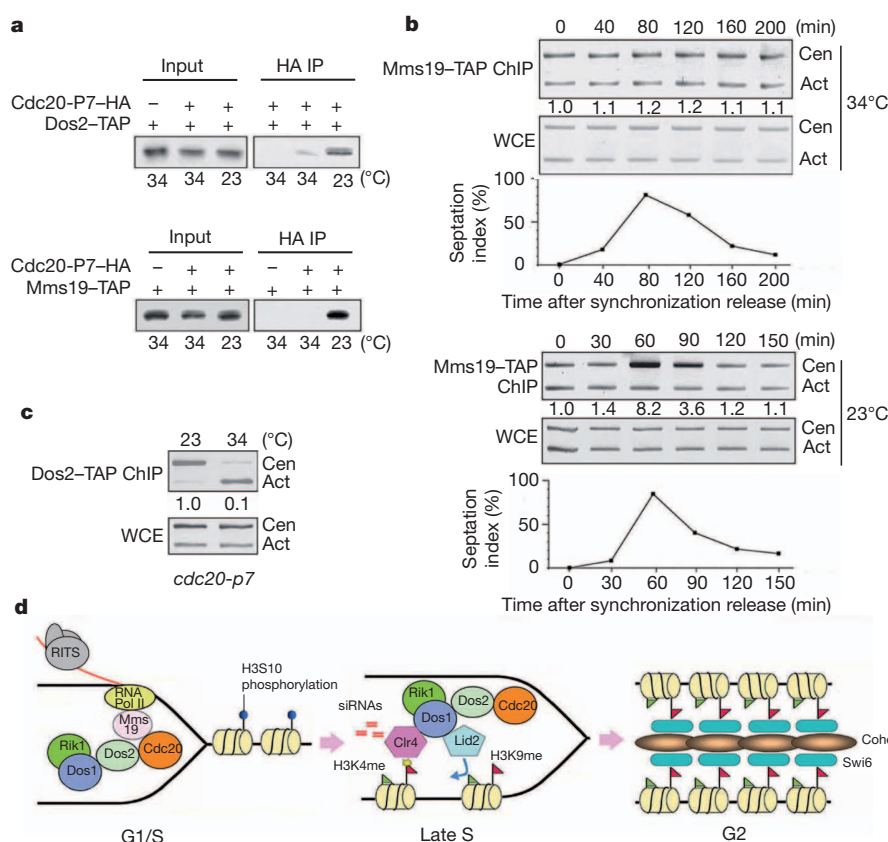 a
Input HA IP
Cdc20-P7–HA − + + + + +
Dos2–TAP + + + + + +
34 34 23 34 34 23 (°C)
Input HA IP
Cdc20-P7–HA − + + − + +
Mms19–TAP + + + + + +
34 34 23 34 34 23 (°C)
b
0 40 80 120 160 200 (min)
Mms19–TAP ChIP Cen
Act
1.0 1.1 1.2 1.2 1.1 1.1
WCE Cen
Act
34°C
Septation index (%)
100
50
0
0 40 80 120 160 200
Time after synchronization release (min)
0 30 60 90 120 150 (min)
Mms19–TAP ChIP Cen
Act
1.0 1.4 8.2 3.6 1.2 1.1
WCE Cen
Act
23°C
Septation index (%)
100
50
0
0 30 60 90 120 150
Time after synchronization release (min)
c
23 34 (°C)
Dos2–TAP ChIP Cen
Act
1.0 0.1
WCE Cen
Act
cdc20-p7
d
RITS
RNA Pol II
Mms 19
Rik1
Dos1
Dos2
Cdc20
H3S10 phosphorylation
G1/S
siRNAs
Rik1
Dos1
Dos2
Cdc20
Clr4
Lid2
H3K4me
H3K9me
Late S
Cohe
Swi6
G2